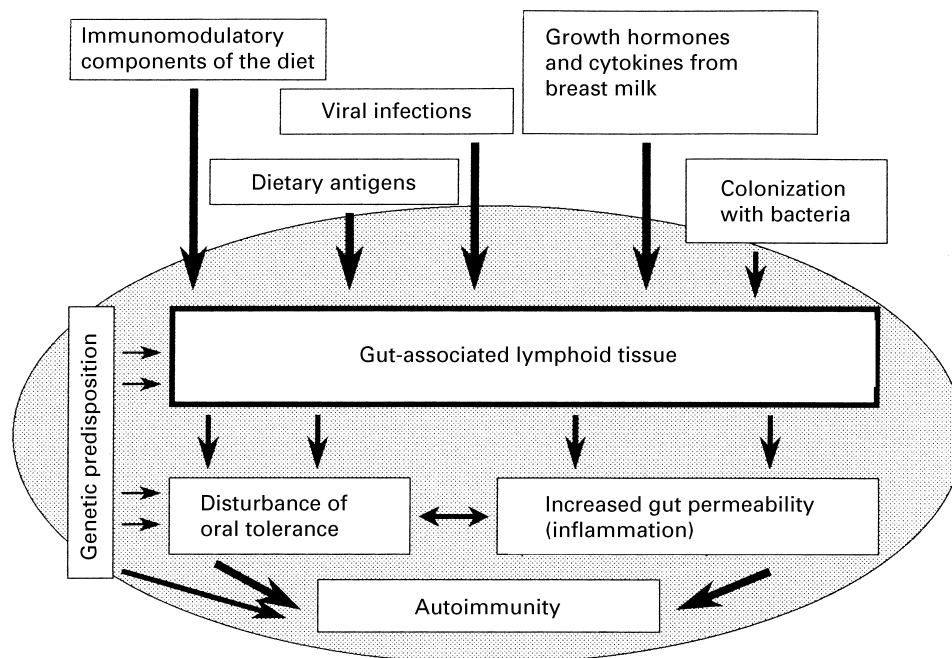 Immunomodulatory
components of the diet
Growth hormones
and cytokines from
breast milk
Viral infections
Dietary antigens
Colonization
with bacteria
Genetic predisposition
Gut-associated lymphoid tissue
Disturbance of
oral tolerance
Increased gut permeability
(inflammation)
Autoimmunity